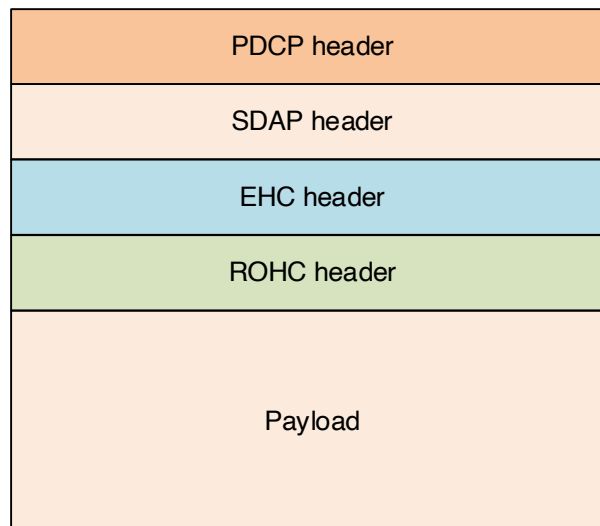 PDCP header
SDAP header
EHC header
ROHC header
Payload